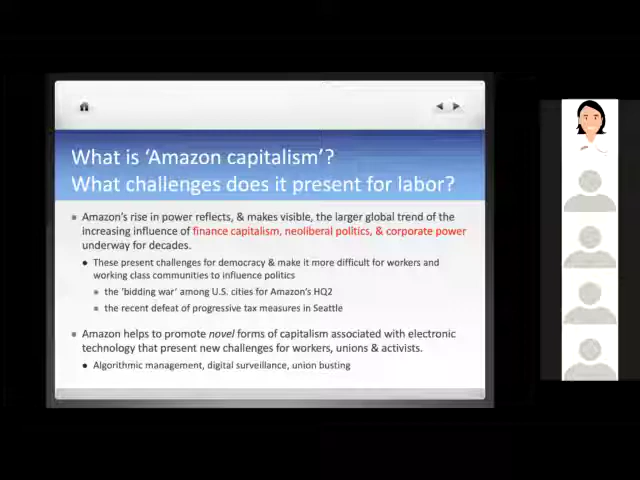 What is ‘Amazon capitalism’?
What challenges does it present for labor?
Amazon’s rise in power reflects, & makes visible, the larger global trend of the
increasing influence of finance capitalism, neoliberal politics, & corporate power
underway for decades.
These present challenges for democracy & make it more difficult for workers and
working class communities to influence politics
the ‘bidding war’ among U.S. cities for Amazon’s HQ2
the recent defeat of progressive tax measures in Seattle
Amazon helps to promote novel forms of capitalism associated with electronic
technology that present new challenges for workers, unions & activists.
Algorithmic management, digital surveillance, union busting